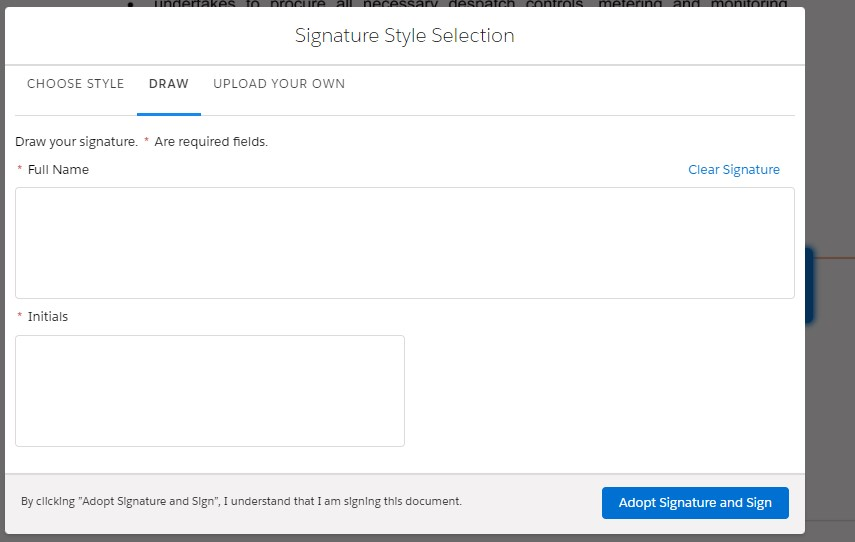 undertakes to procure all necessary despatch controls, metering and monitoring
Signature Style Selection
CHOOSE STYLE DRAW UPLOAD YOUR OWN
Draw your signature. * Are required fields.
* Full Name Clear Signature
* Initials
By clicking "Adopt Signature and Sign", I understand that I am signing this document. Adopt Signature and Sign